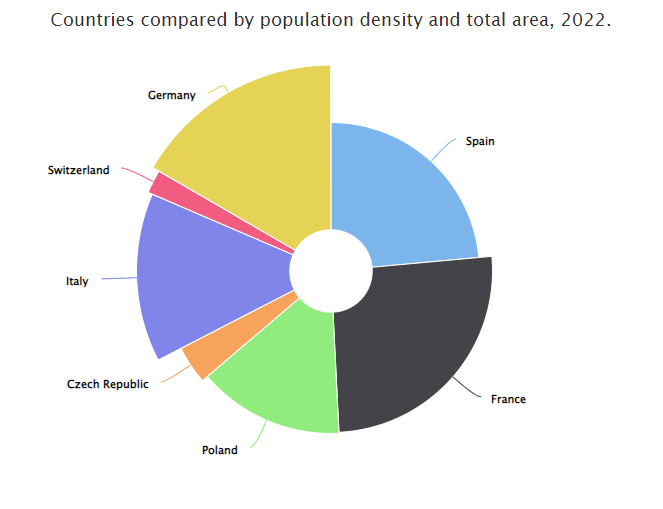 Countries compared by population density and total area, 2022.
Germany
Spain
Switzerland
Italy
Czech Republic
France
Poland